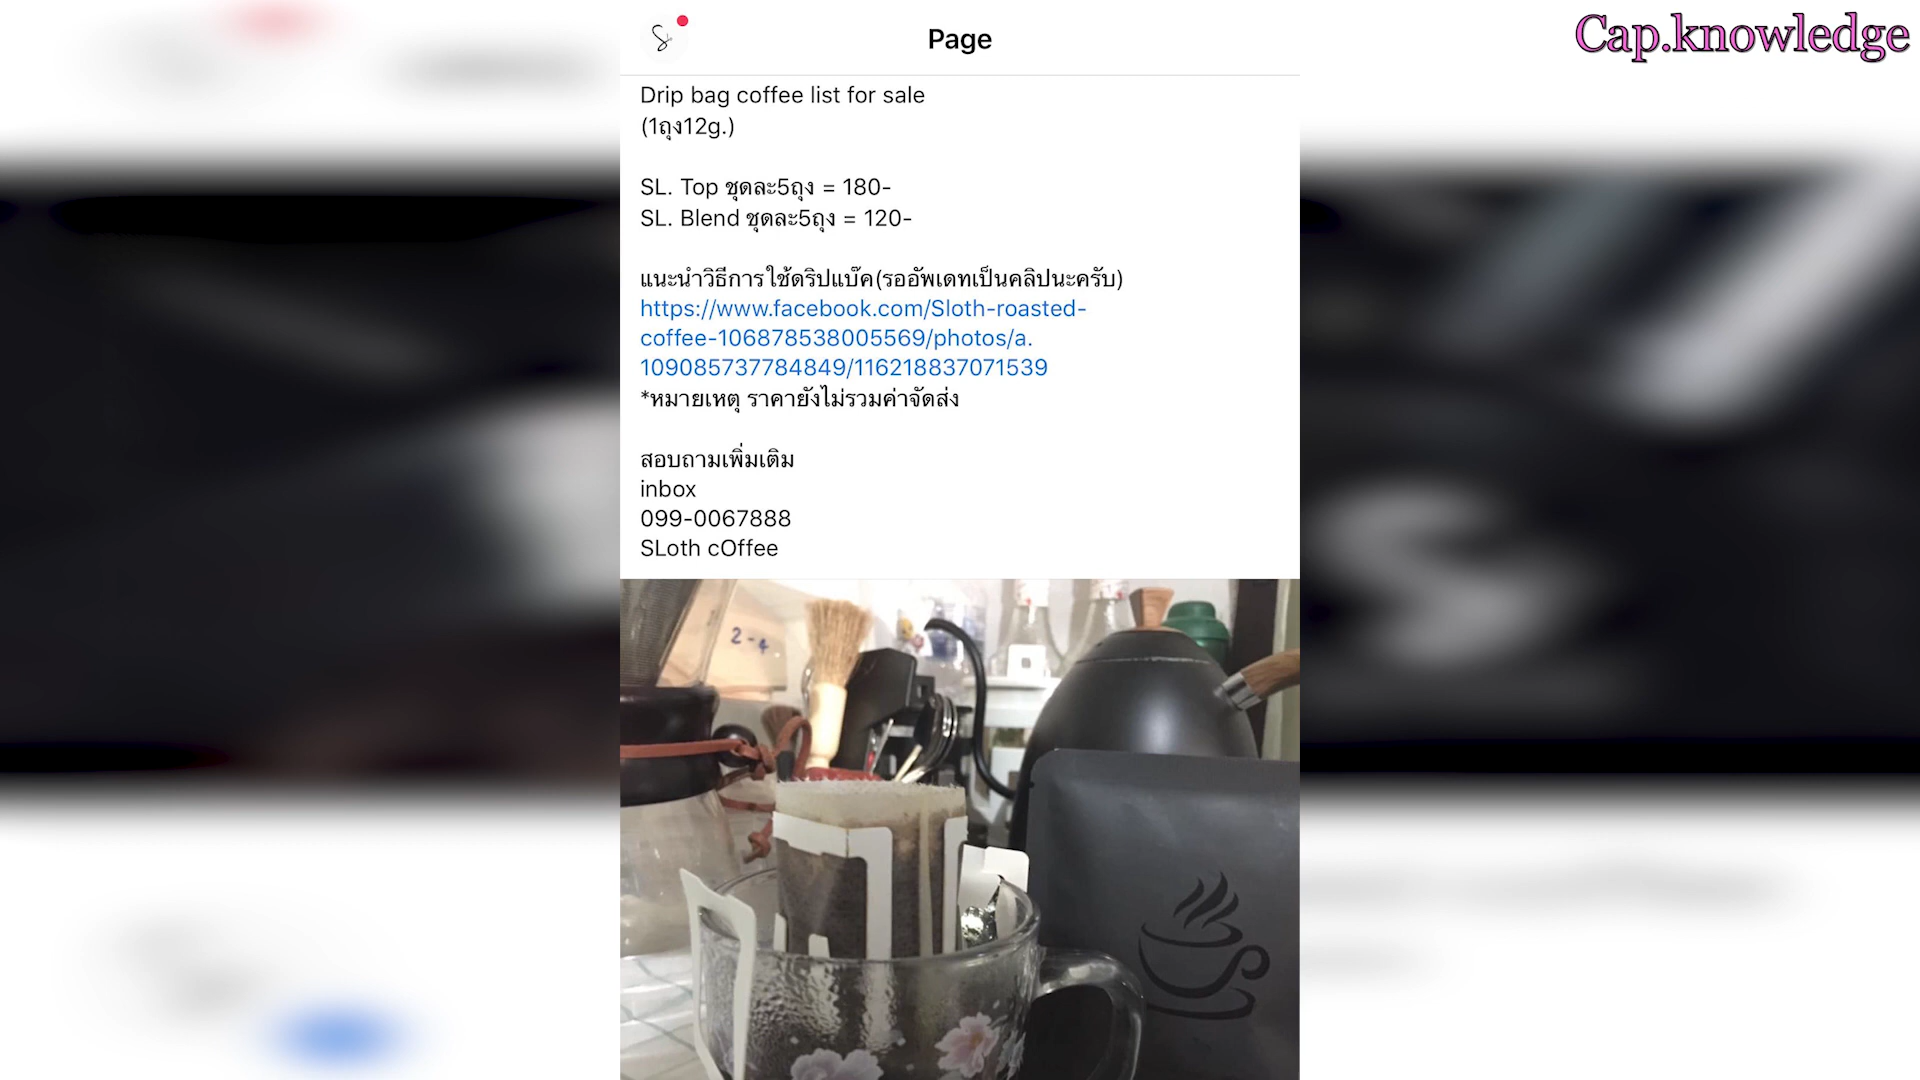 Cap.knowledge
Page
Drip bag coffee list for sale
(1ถุง12g.)
SL. Top ชุดละ5ถุง = 180-
SL. Blend ชุดละ5ถุง = 120-
แนะนำวิธีการใช้ดริปแบ๊ค(รออัพเดทเป็นคลิปนะครับ)
https://www.facebook.com/Sloth-roasted-
coffee-106878538005569/photos/a.
109085737784849/116218837071539
*หมายเหตุ ราคายังไม่รวมค่าจัดส่ง
สอบถามเพิ่มเติม
inbox
099-0067888
SLoth cOffee
2-4